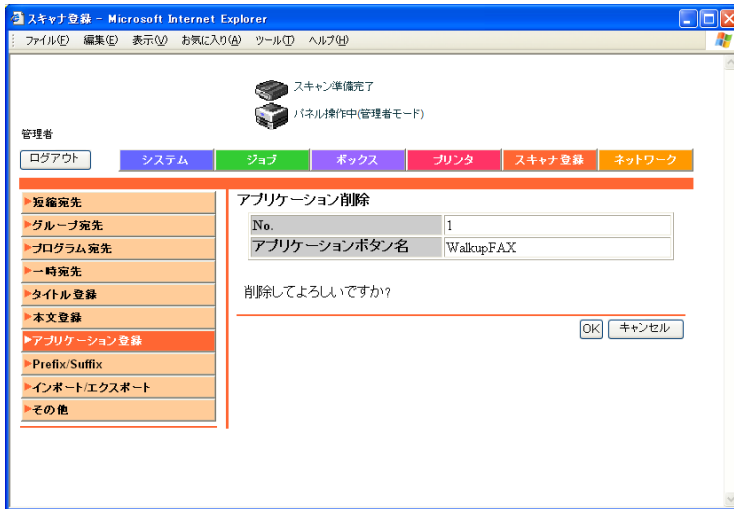 スキャナ登録 - Microsoft Internet Explorer
ファイル(F) 編集(E) 表示(V) お気に入り(A) ツール(T) ヘルプ(H)
スキャン準備完了
パネル操作中(管理者モード)
管理者
ログアウト システム ジョブ ボックス プリンタ スキャナ登録 ネットワーク
短縮宛先
グループ宛先
プログラム宛先
一時宛先
タイトル登録
本文登録
アプリケーション登録
Prefix/Suffix
インポート/エクスポート
その他
アプリケーション削除
No. 1
アプリケーションボタン名 WalkupFAX
削除してよろしいですか?
OK キャンセル